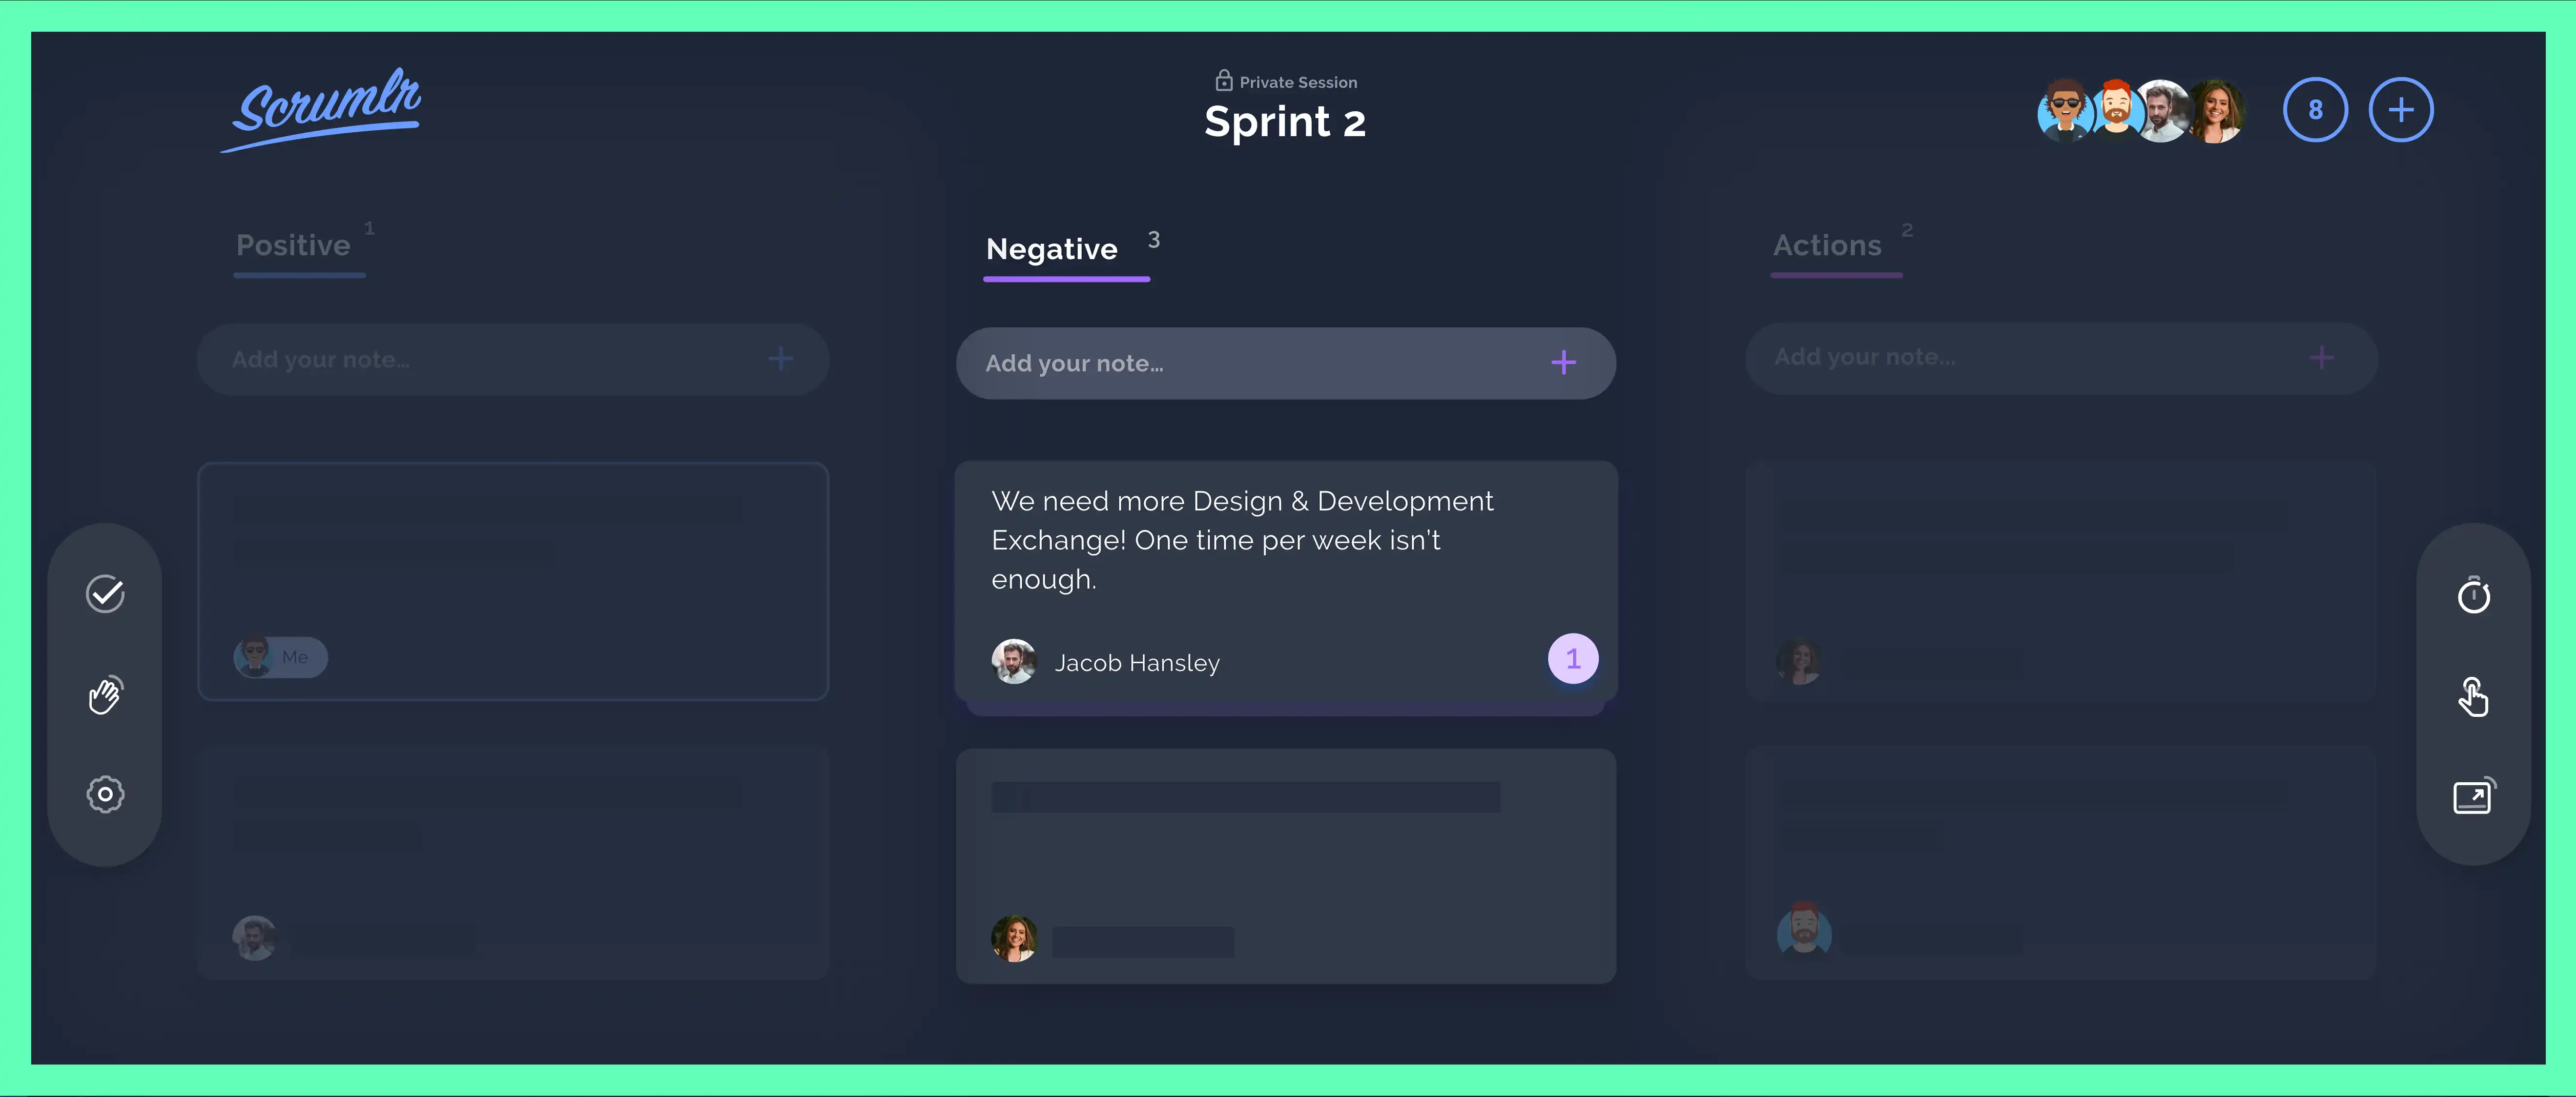 Scrumlr
Private Session
Sprint 2
8
Positive 1
Add your note...
Me
Negative 3
Add your note...
We need more Design & Development
Exchange! One time per week isn't
enough.
Jacob Hansley
1
Actions 2
Add your note...